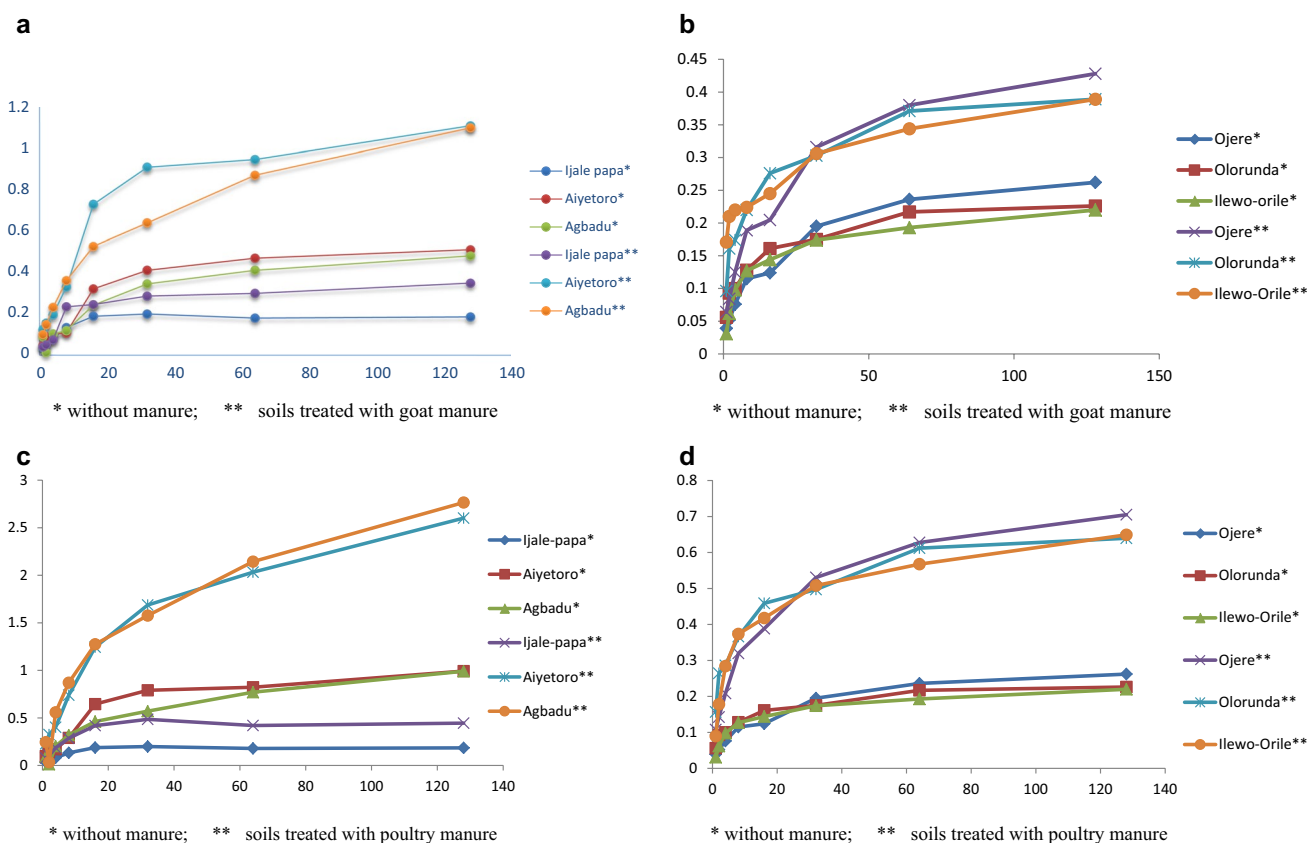 a
1.2
1
0.8
0.6
0.4
0.2
0
0 20 40 60 80 100 120 140
Ijale papa*
Aiyetoro*
Agbadu*
Ijale papa**
Aiyetoro**
Agbadu**
* without manure; ** soils treated with goat manure
b
0.45
0.4
0.35
0.3
0.25
0.2
0.15
0.1
0.05
0
0 50 100 150
Ojere*
Olorunda*
Ilewo-orile*
Ojere**
Olorunda**
Ilewo-Orile**
* without manure; ** soils treated with goat manure
c
3
2.5
2
1.5
1
0.5
0
0 20 40 60 80 100 120 140
Ijale-papa*
Aiyetoro*
Agbadu*
Ijale-papa**
Aiyetoro**
Agbadu**
* without manure; ** soils treated with poultry manure
d
0.8
0.7
0.6
0.5
0.4
0.3
0.2
0.1
0
0 20 40 60 80 100 120 140
Ojere*
Olorunda*
Ilewo-Orile*
Ojere**
Olorunda**
Ilewo-Orile**
* without manure; ** soils treated with poultry manure